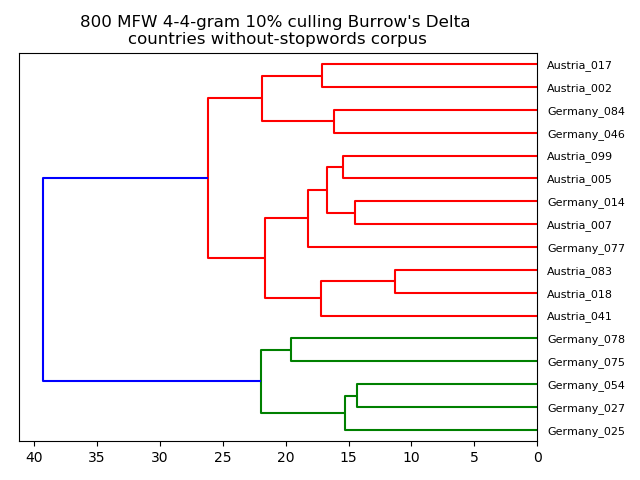 800 MFW 4-4-gram 10% culling Burrow's Delta
countries without-stopwords corpus
Austria_017
Austria_002
Germany_084
Germany_046
Austria_099
Austria_005
Germany_014
Austria_007
Germany_077
Austria_083
Austria_018
Austria_041
Germany_078
Germany_075
Germany_054
Germany_027
Germany_025
40 35 30 25 20 15 10 5 0